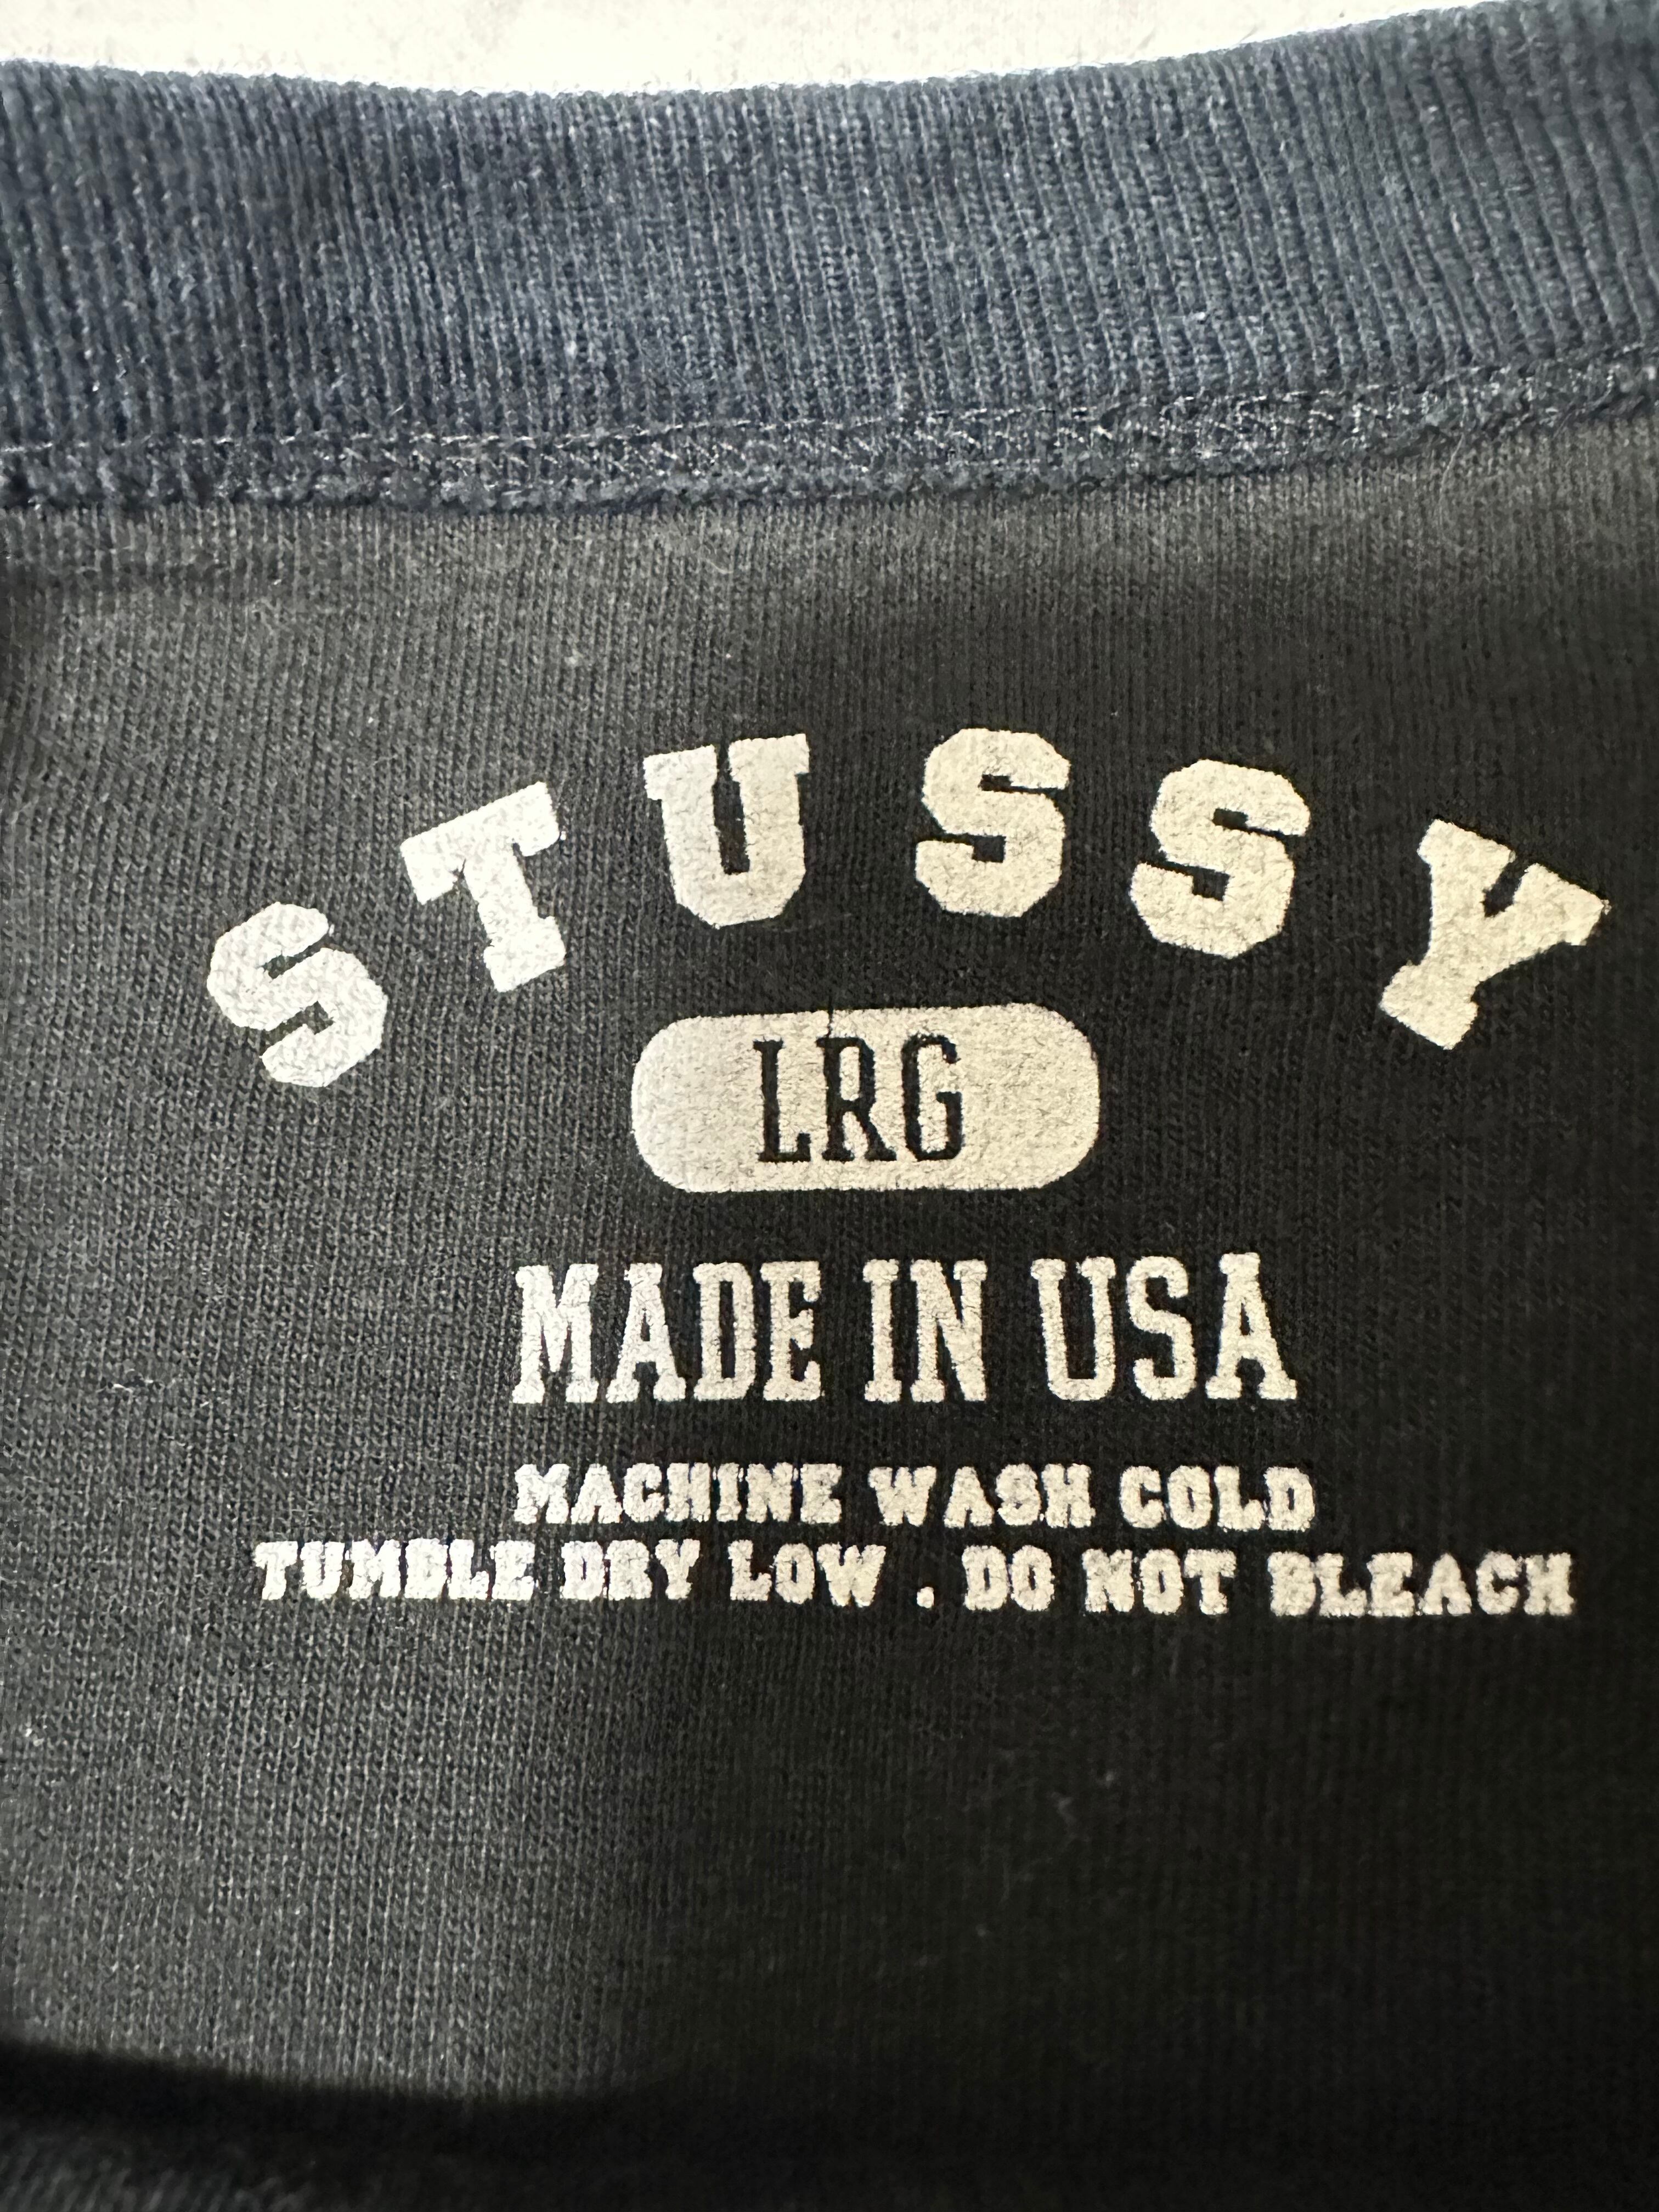 STUSSY
LRG
MADE IN USA
MACHINE WASH COLD
TUMBLE DRY LOW . DO NOT BLEACH